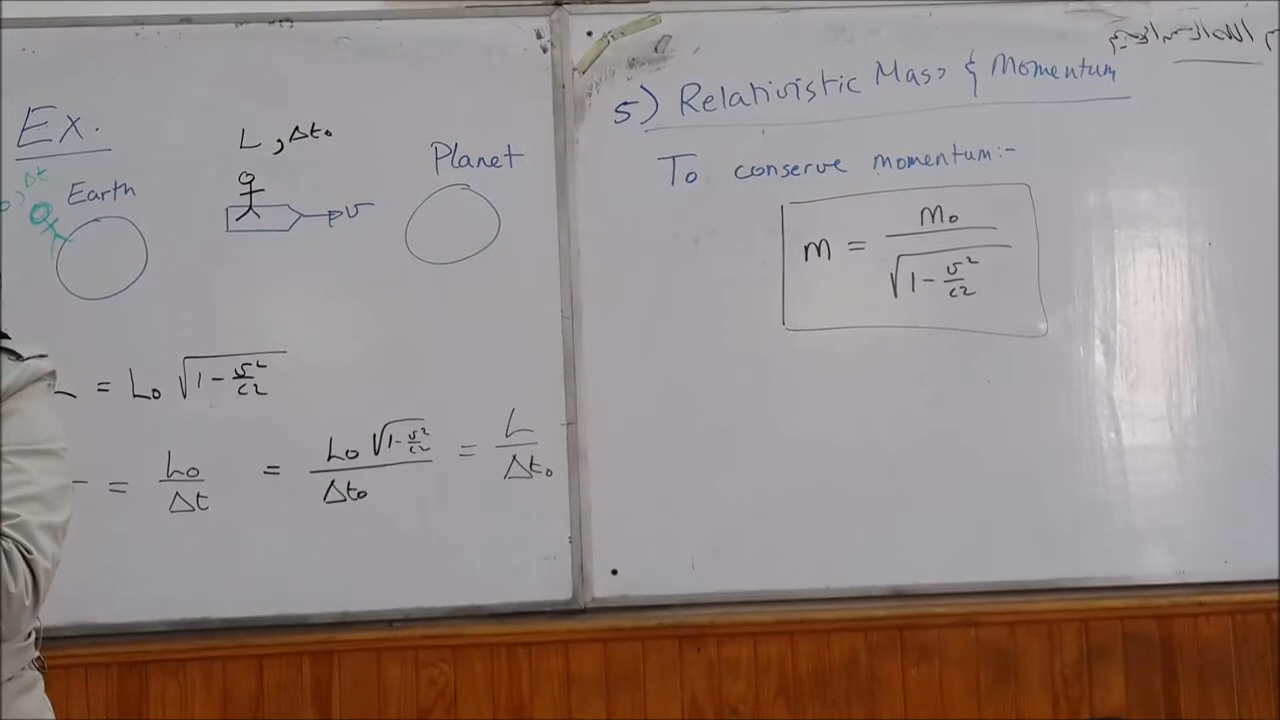 Ex.
L , Δt₀
Planet
Δt
Earth
v
L = L₀ √(1 - v²/c²)
= L₀/Δt = L₀ √(1 - v²/c²)/Δt₀ = L/Δt₀
5) Relativistic Mass & Momentum
To conserve momentum:-
m = m₀/√(1 - v²/c²)